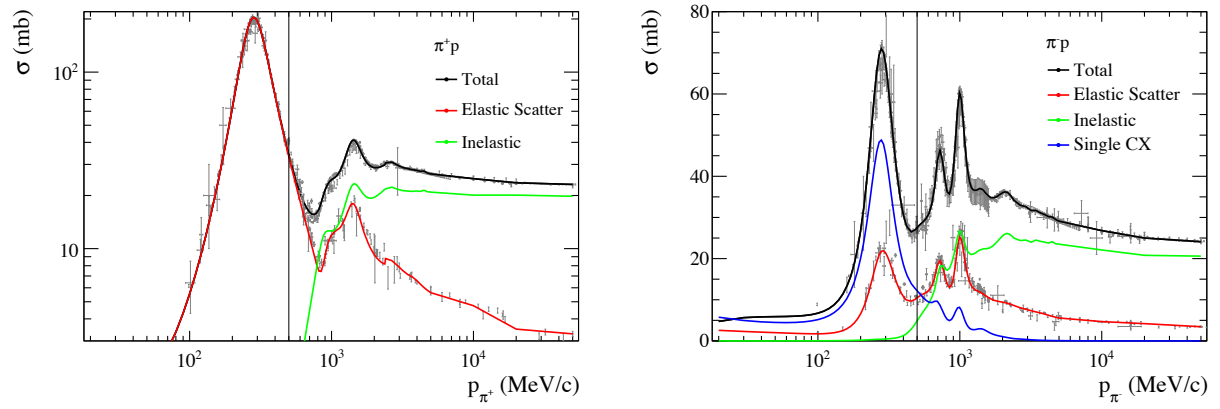 σ (mb)
10²
10
π⁺p
Total
Elastic Scatter
Inelastic
10² 10³ 10⁴
p_π⁺ (MeV/c)
σ (mb)
80
60
40
20
0
π⁻p
Total
Elastic Scatter
Inelastic
Single CX
10² 10³ 10⁴
p_π⁻ (MeV/c)